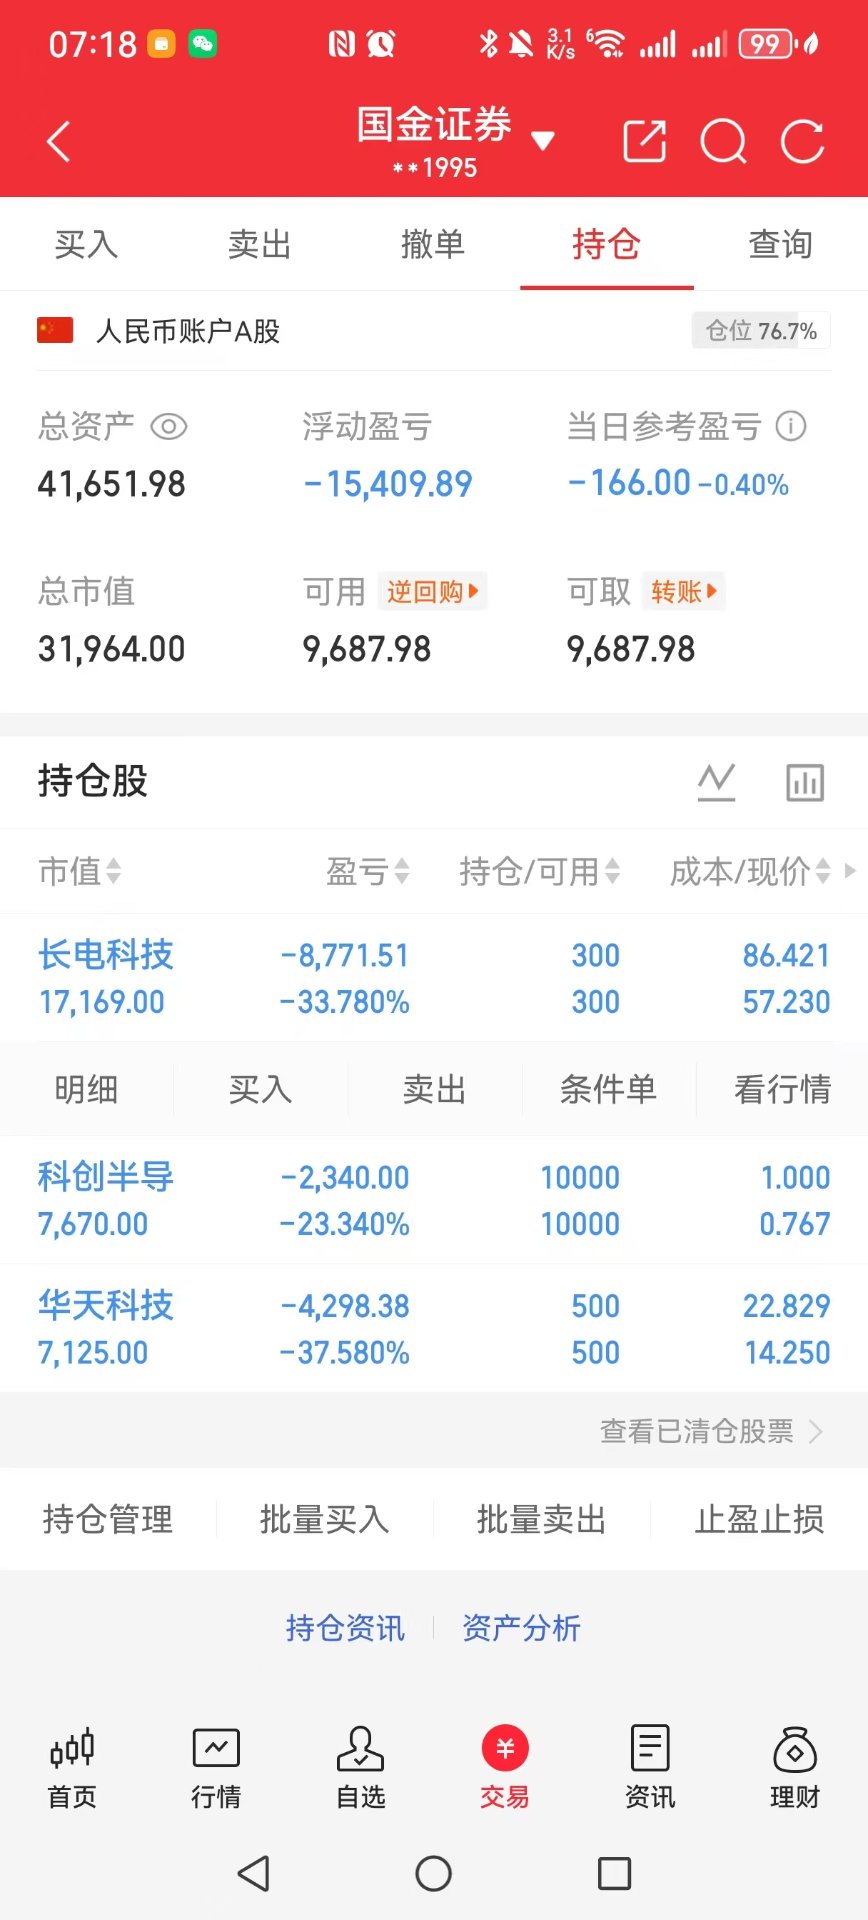 07:18
3.1 K/s
6
99
国金证券
**1995
买入 卖出 撤单 持仓 查询
人民币账户A股 仓位 76.7%
总资产 浮动盈亏 当日参考盈亏
41,651.98 -15,409.89 -166.00 -0.40%
总市值 可用 逆回购 可取 转账
31,964.00 9,687.98 9,687.98
持仓股
市值 盈亏 持仓/可用 成本/现价
长电科技 -8,771.51 300 86.421
17,169.00 -33.780% 300 57.230
明细 买入 卖出 条件单 看行情
科创半导 -2,340.00 10000 1.000
7,670.00 -23.340% 10000 0.767
华天科技 -4,298.38 500 22.829
7,125.00 -37.580% 500 14.250
查看已清仓股票
持仓管理 批量买入 批量卖出 止盈止损
持仓资讯 资产分析
首页 行情 自选 交易 资讯 理财